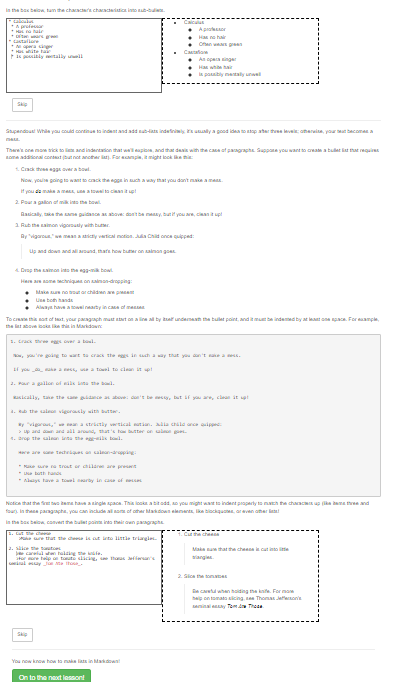 In the box below, turn the character's characteristics into sub-bullets.
* Calculus
* A professor
* Has no hair
* Often wears green
* Castafiore
* An opera singer
* Has white hair
* Is possibly mentally unwell
Calculus
A professor
Has no hair
Often wears green
Castafiore
An opera singer
Has white hair
Is possibly mentally unwell
Skip
Stupendous! While you could continue to indent and add sub-lists indefinitely, it's usually a good idea to stop after three levels; otherwise, your text becomes a
mess.
There's one more trick to lists and indentation that we'll explore, and that deals with the case of paragraphs. Suppose you want to create a bullet list that requires
some additional context (but not another list). For example, it might look like this:
1. Crack three eggs over a bowl.
Now, you're going to want to crack the eggs in such a way that you don't make a mess.
If you do make a mess, use a towel to clean it up!
2. Pour a gallon of milk into the bowl.
Basically, take the same guidance as above: don't be messy, but if you are, clean it up!
3. Rub the salmon vigorously with butter.
By "vigorous," we mean a strictly vertical motion. Julia Child once quipped:
Up and down and all around, that's how butter on salmon goes.
4. Drop the salmon into the egg-milk bowl.
Here are some techniques on salmon-dropping:
Make sure no trout or children are present
Use both hands
Always have a towel nearby in case of messes
To create this sort of text, your paragraph must start on a line all by itself underneath the bullet point, and it must be indented by at least one space. For example,
the list above looks like this in Markdown:
1. Crack three eggs over a bowl.
Now, you're going to want to crack the eggs in such a way that you don't make a mess.
If you _do_ make a mess, use a towel to clean it up!
2. Pour a gallon of milk into the bowl.
Basically, take the same guidance as above: don't be messy, but if you are, clean it up!
3. Rub the salmon vigorously with butter.
By "vigorous," we mean a strictly vertical motion. Julia Child once quipped:
> Up and down and all around, that's how butter on salmon goes.
4. Drop the salmon into the egg-milk bowl.
Here are some techniques on salmon-dropping:
* Make sure no trout or children are present
* Use both hands
* Always have a towel nearby in case of messes
Notice that the first two items have a single space. This looks a bit odd, so you might want to indent properly to match the characters up (like items three and
four). In these paragraphs, you can include all sorts of other Markdown elements, like blockquotes, or even other lists!
In the box below, convert the bullet points into their own paragraphs.
1. Cut the cheese
>Make sure that the cheese is cut into little triangles.
2. Slice the tomatoes
>Be careful when holding the knife.
>For more help on tomato slicing, see Thomas Jefferson's
seminal essay _Tom Ate Those_.
1. Cut the cheese
Make sure that the cheese is cut into little
triangles.
2. Slice the tomatoes
Be careful when holding the knife. For more
help on tomato slicing, see Thomas Jefferson's
seminal essay Tom Ate Those.
Skip
You now know how to make lists in Markdown!
On to the next lesson!